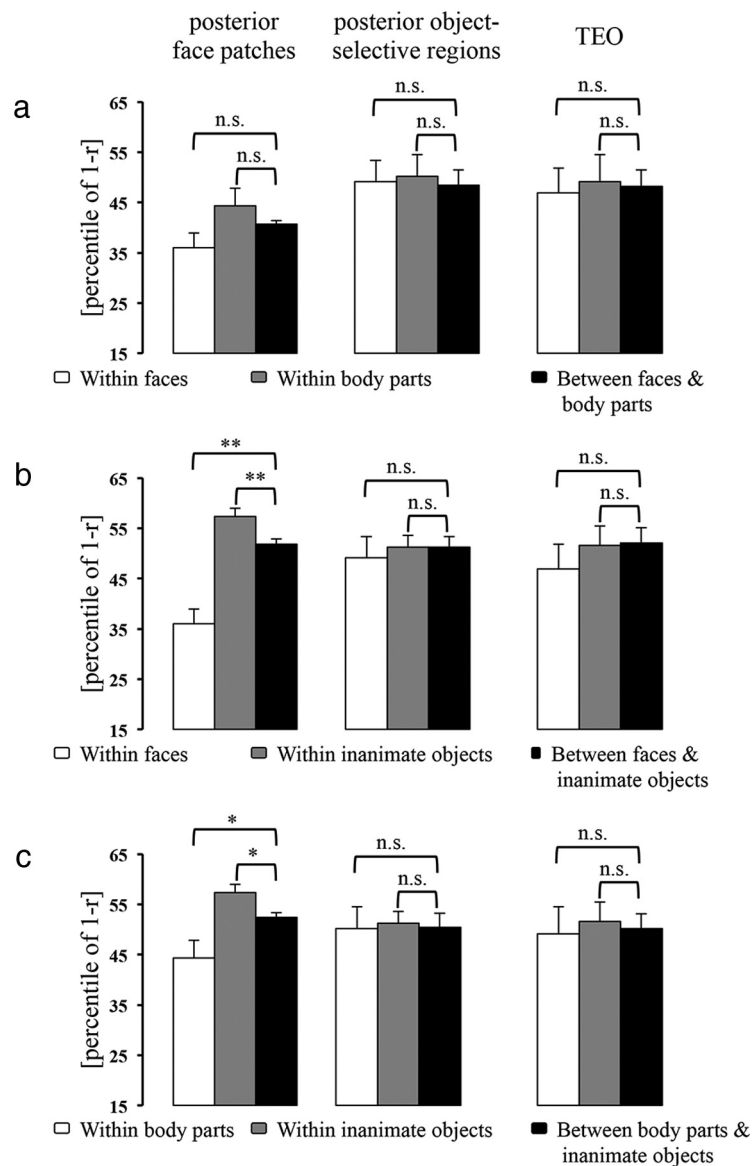 posterior face patches
posterior object-selective regions
TEO
a
[percentile of 1-r]
65
55
45
35
25
15
n.s.
n.s.
n.s.
n.s.
n.s.
n.s.
Within faces
Within body parts
Between faces &
body parts
b
[percentile of 1-r]
65
55
45
35
25
15
**
**
n.s.
n.s.
n.s.
n.s.
Within faces
Within inanimate objects
Between faces &
inanimate objects
c
[percentile of 1-r]
65
55
45
35
25
15
*
*
n.s.
n.s.
n.s.
n.s.
Within body parts
Within inanimate objects
Between body parts &
inanimate objects